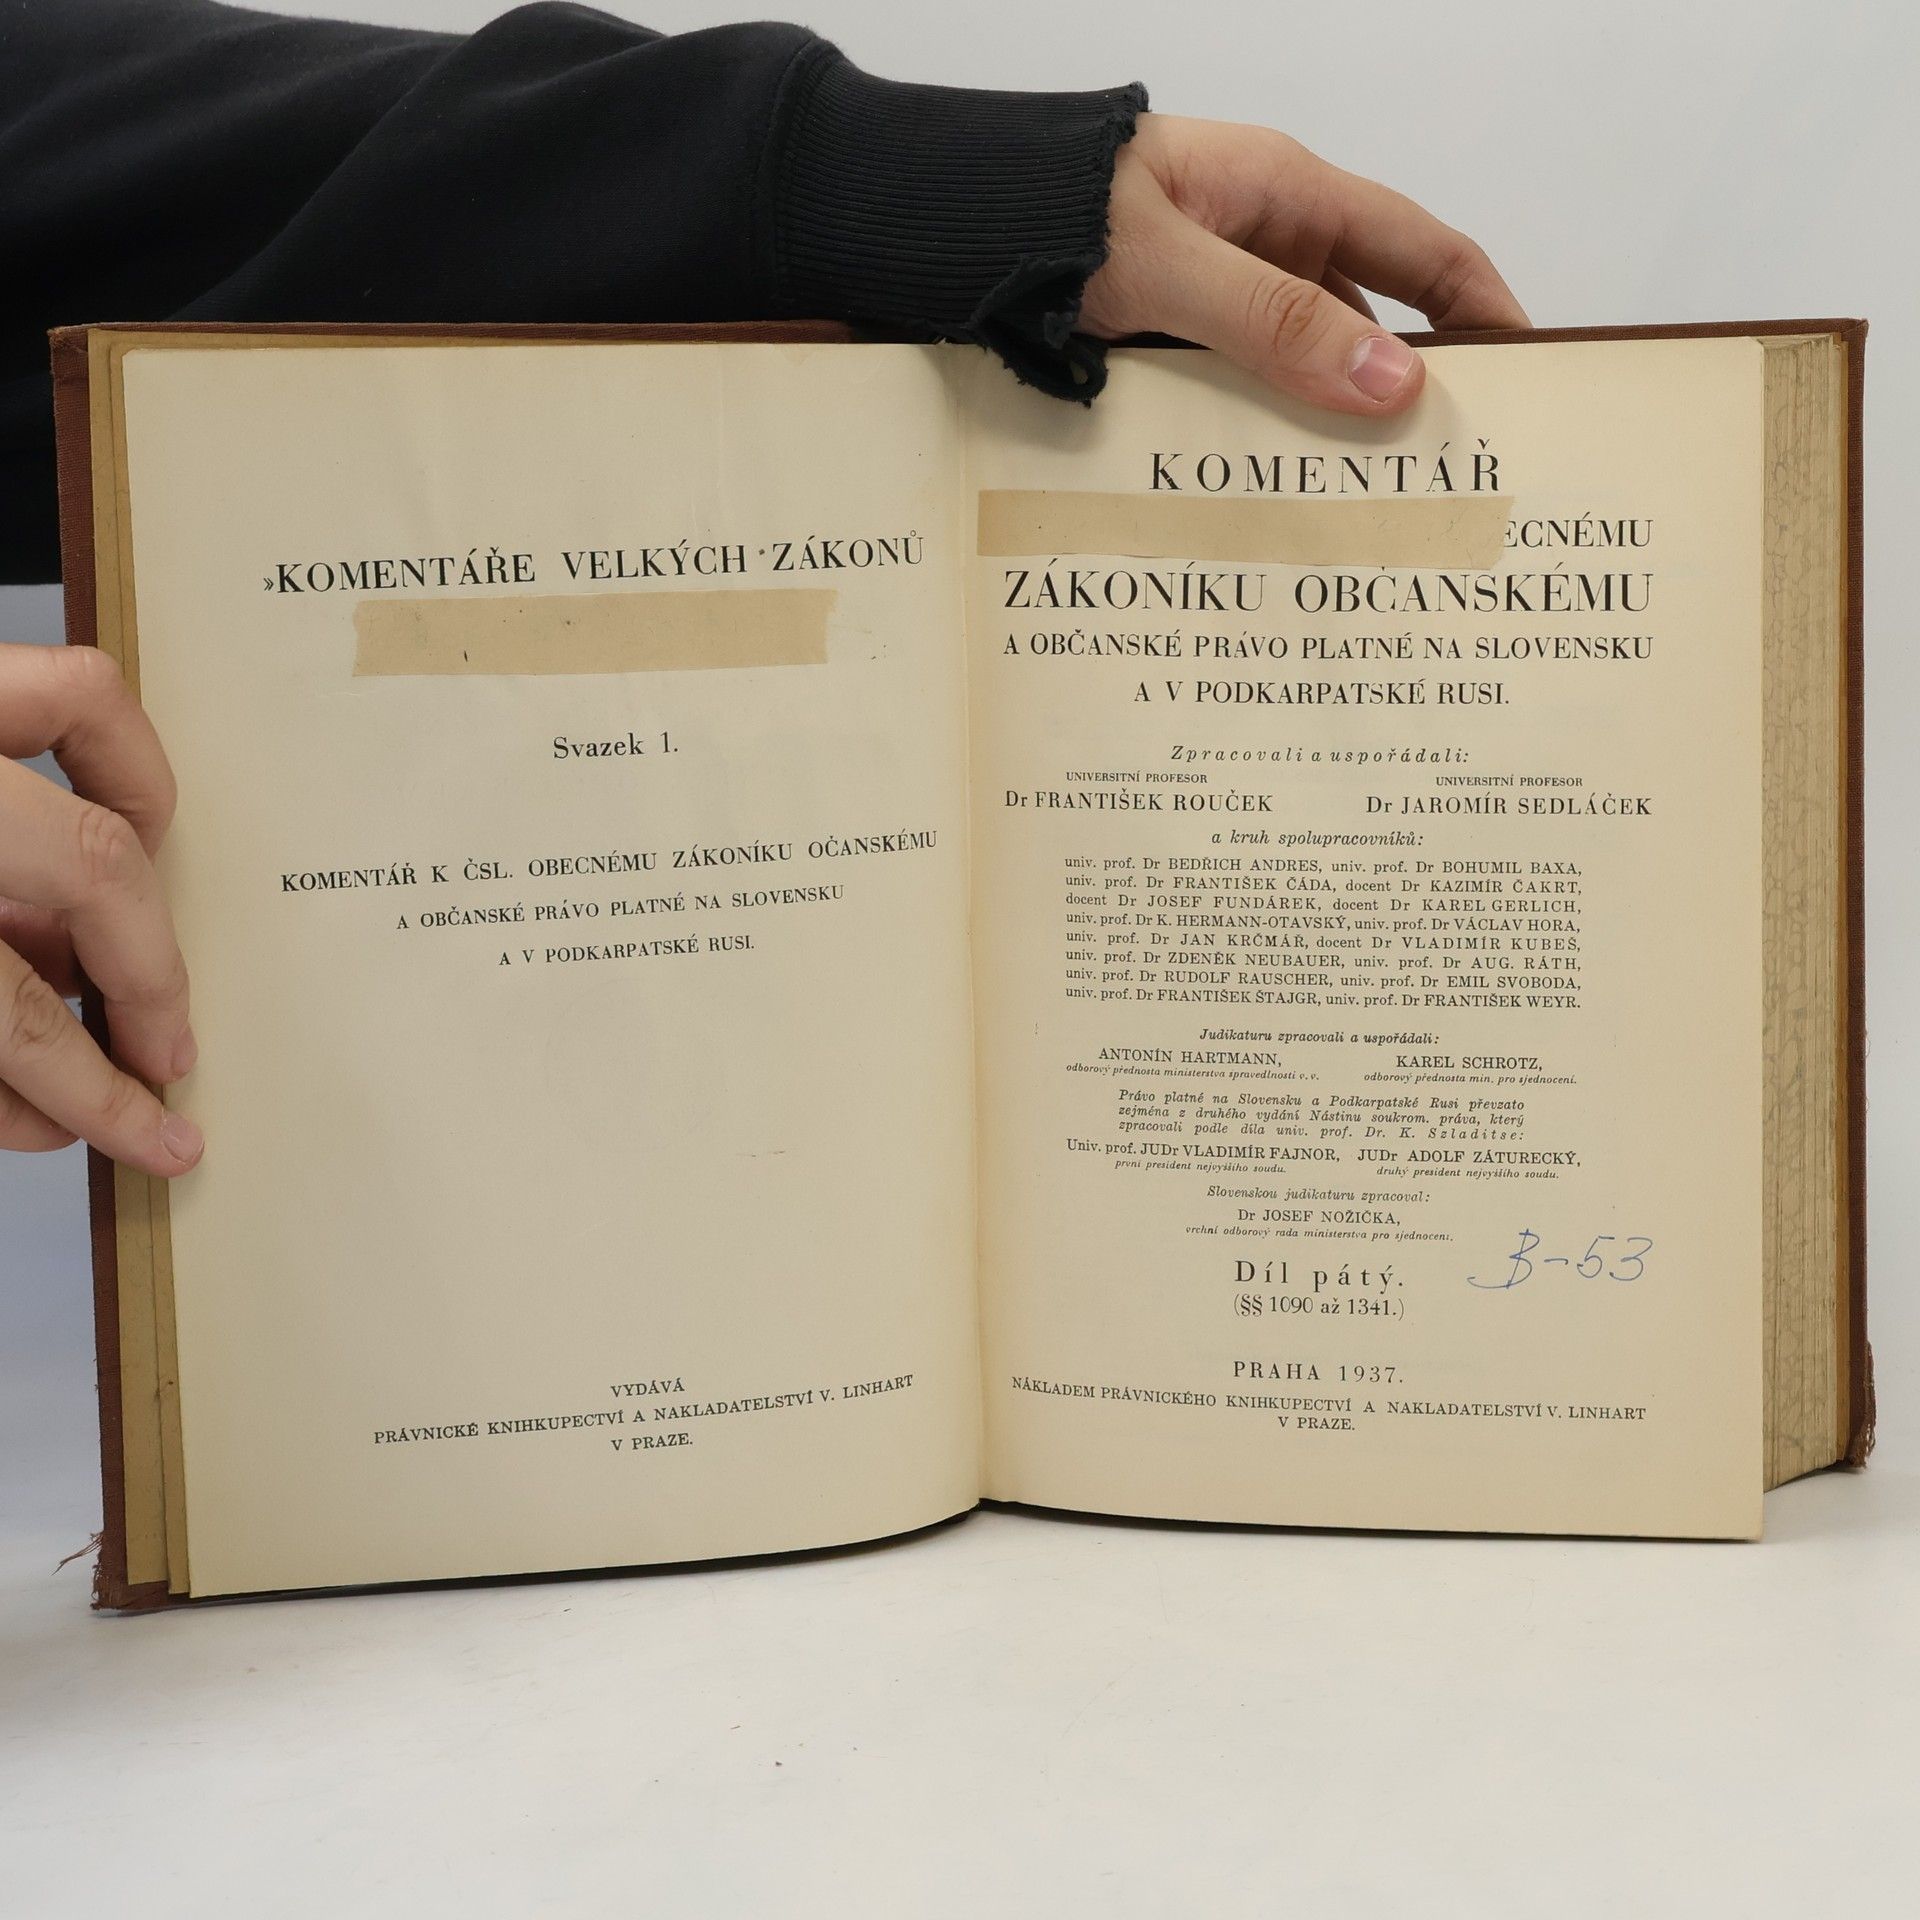 »KOMENTÁŘE VELKÝCH ZÁKONŮ
Svazek 1.
KOMENTÁŘ K ČSL. OBECNÉMU ZÁKONÍKU OČANSKÉMU
A OBČANSKÉ PRÁVO PLATNÉ NA SLOVENSKU
A V PODKARPATSKÉ RUSI.
VYDÁVÁ
PRÁVNICKÉ KNIHKUPECTVÍ A NAKLADATELSTVÍ V. LINHART
V PRAZE.
KOMENTÁŘ
ECNÉMU
ZÁKONÍKU OBČANSKÉMU
A OBČANSKÉ PRÁVO PLATNÉ NA SLOVENSKU
A V PODKARPATSKÉ RUSI.
Zpracovali a uspořádali:
UNIVERSITNÍ PROFESOR UNIVERSITNÍ PROFESOR
Dr FRANTIŠEK ROUČEK Dr JAROMÍR SEDLÁČEK
a kruh spolupracovníků:
univ. prof. Dr BEDŘICH ANDRES, univ. prof. Dr BOHUMIL BAXA,
univ. prof. Dr FRANTIŠEK ČÁDA, docent Dr KAZIMÍR ČAKRT,
docent Dr JOSEF FUNDÁREK, docent Dr KAREL GERLICH,
univ. prof. Dr K. HERMANN-OTAVSKÝ, univ. prof. Dr VÁCLAV HORA,
univ. prof. Dr JAN KRČMÁŘ, docent Dr VLADIMÍR KUBEŠ,
univ. prof. Dr ZDENĚK NEUBAUER, univ. prof. Dr AUG. RÁTH,
univ. prof. Dr RUDOLF RAUSCHER, univ. prof. Dr EMIL SVOBODA,
univ. prof. Dr FRANTIŠEK ŠTAJGR, univ. prof. Dr FRANTIŠEK WEYR.
Judikaturu zpracovali a uspořádali:
ANTONÍN HARTMANN, KAREL SCHROTZ,
odborový přednosta ministerstva spravedlnosti v. v. odborový přednosta min. pro sjednocení.
Právo platné na Slovensku a Podkarpatské Rusi převzato
zejména z druhého vydání Nástinu soukrom. práva, který
zpracovali podle díla univ. prof. Dr. K. Szladitse:
Univ. prof. JUDr VLADIMÍR FAJNOR, JUDr ADOLF ZÁTURECKÝ,
první president nejvyššího soudu. druhý president nejvyššího soudu.
Slovenskou judikaturu zpracoval:
Dr JOSEF NOŽIČKA,
vrchní odborový rada ministerstva pro sjednocení.
B-53
Díl pátý.
(§§ 1090 až 1341.)
PRAHA 1937.
NÁKLADEM PRÁVNICKÉHO KNIHKUPECTVÍ A NAKLADATELSTVÍ V. LINHART
V PRAZE.